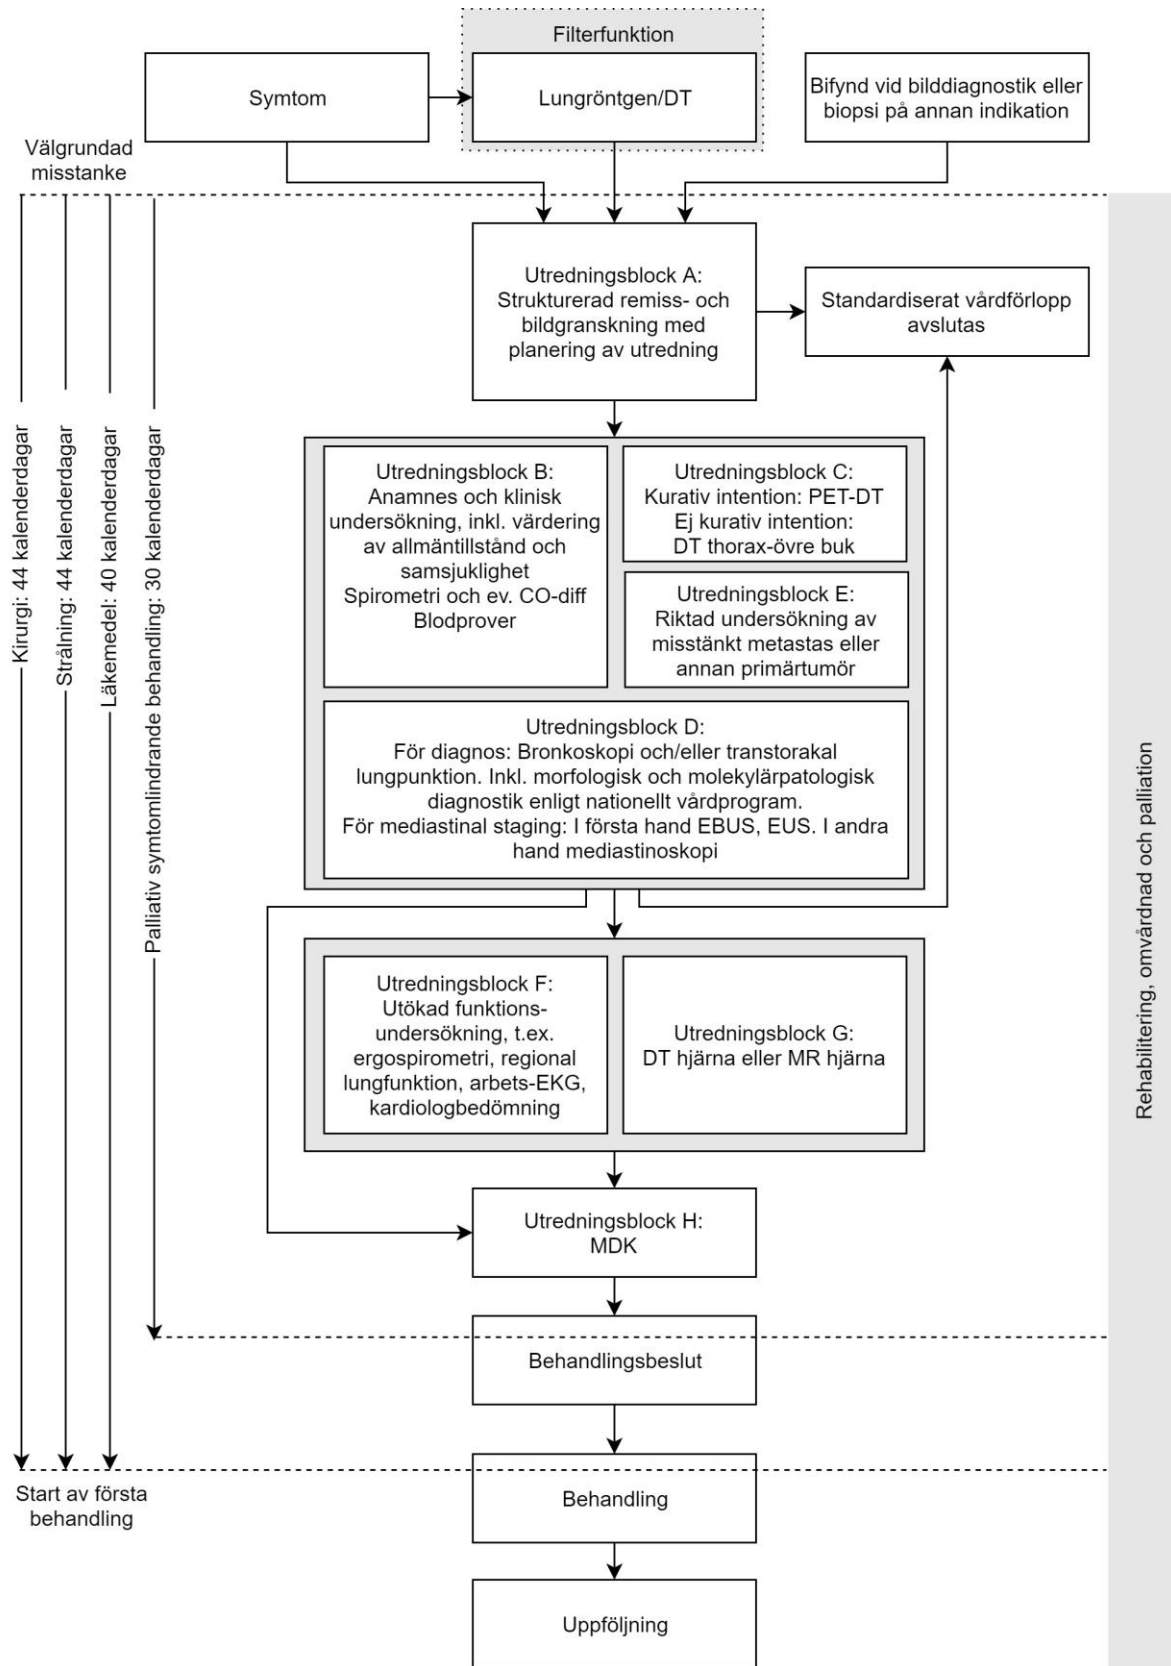 Filterfunktion
Symtom
Lungröntgen/DT
Bifynd vid bilddiagnostik eller
biopsi på annan indikation
Välgrundad
misstanke
Utredningsblock A:
Strukturerad remiss- och
bildgranskning med
planering av utredning
Standardiserat vårdförlopp
avslutas
Kirurgi: 44 kalenderdagar
Strålning: 44 kalenderdagar
Läkemedel: 40 kalenderdagar
Palliativ symtomlindrande behandling: 30 kalenderdagar
Utredningsblock B:
Anamnes och klinisk
undersökning, inkl. värdering
av allmäntillstånd och
samsjuklighet
Spirometri och ev. CO-diff
Blodprover
Utredningsblock C:
Kurativ intention: PET-DT
Ej kurativ intention:
DT thorax-övre buk
Utredningsblock E:
Riktad undersökning av
misstänkt metastas eller
annan primärtumör
Utredningsblock D:
För diagnos: Bronkoskopi och/eller transtorakal
lungpunktion. Inkl. morfologisk och molekylärpatologisk
diagnostik enligt nationellt vårdprogram.
För mediastinal staging: I första hand EBUS, EUS. I andra
hand mediastinoskopi
Utredningsblock F:
Utökad funktions-
undersökning, t.ex.
ergospirometri, regional
lungfunktion, arbets-EKG,
kardiologbedömning
Utredningsblock G:
DT hjärna eller MR hjärna
Rehabilitering, omvårdnad och palliation
Utredningsblock H:
MDK
Behandlingsbeslut
Start av första
behandling
Behandling
Uppföljning